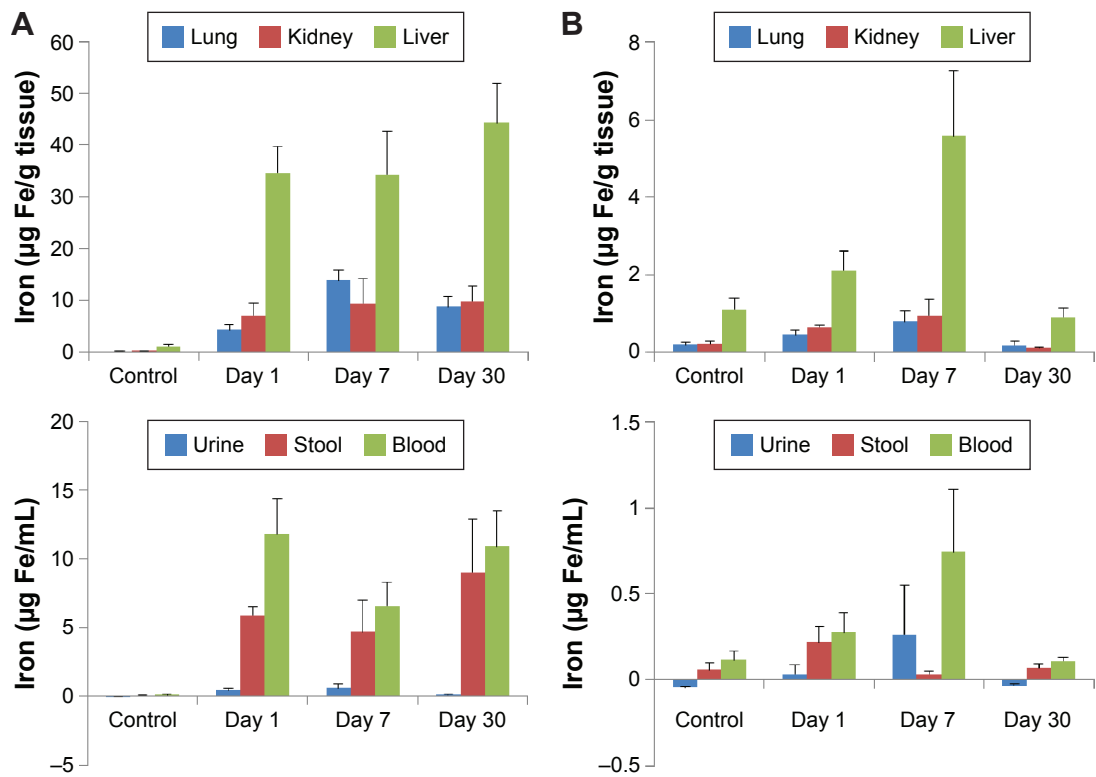 A
Lung Kidney Liver
Iron (µg Fe/g tissue)
60
50
40
30
20
10
0
Control Day 1 Day 7 Day 30
B
Lung Kidney Liver
Iron (µg Fe/g tissue)
8
6
4
2
0
Control Day 1 Day 7 Day 30
Urine Stool Blood
Iron (µg Fe/mL)
20
15
10
5
0
–5
Control Day 1 Day 7 Day 30
Urine Stool Blood
Iron (µg Fe/mL)
1.5
1
0.5
0
–0.5
Control Day 1 Day 7 Day 30